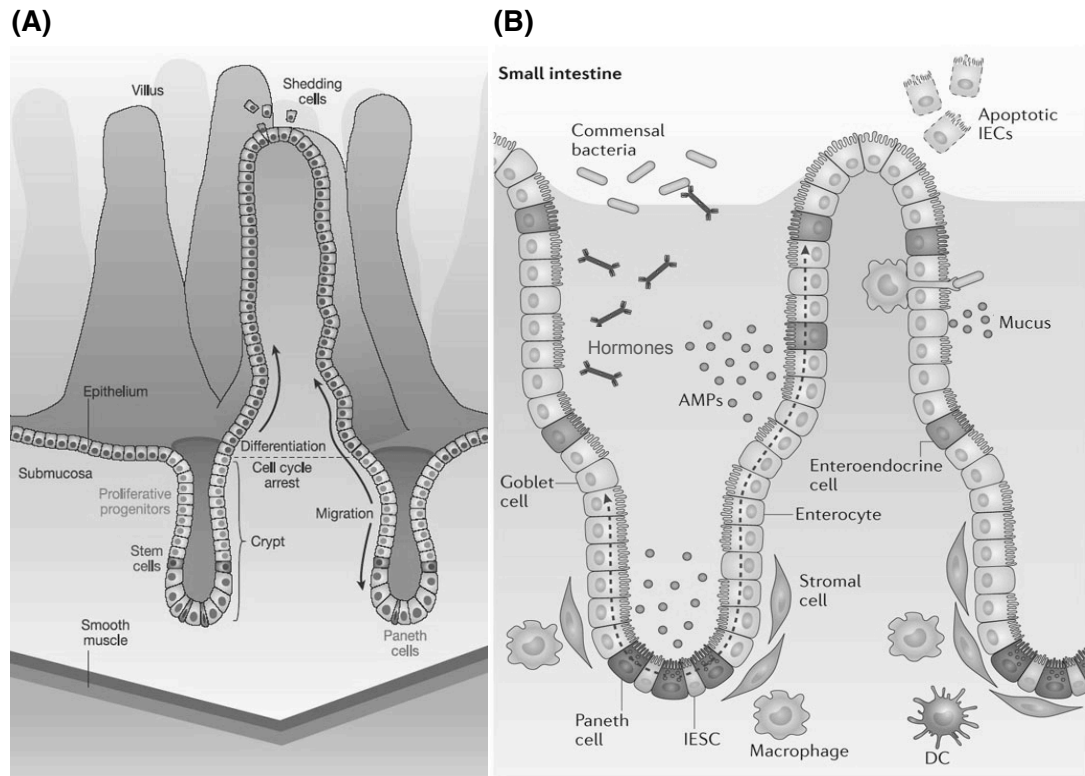 (A)
Villus
Shedding
cells
Epithelium
Submucosa
Differentiation
Cell cycle
arrest
Proliferative
progenitors
Migration
Crypt
Stem
cells
Smooth
muscle
Paneth
cells
(B)
Small intestine
Commensal
bacteria
Apoptotic
IECs
Hormones
AMPs
Mucus
Goblet
cell
Enteroendocrine
cell
Enterocyte
Stromal
cell
Paneth
cell
IESC
Macrophage
DC